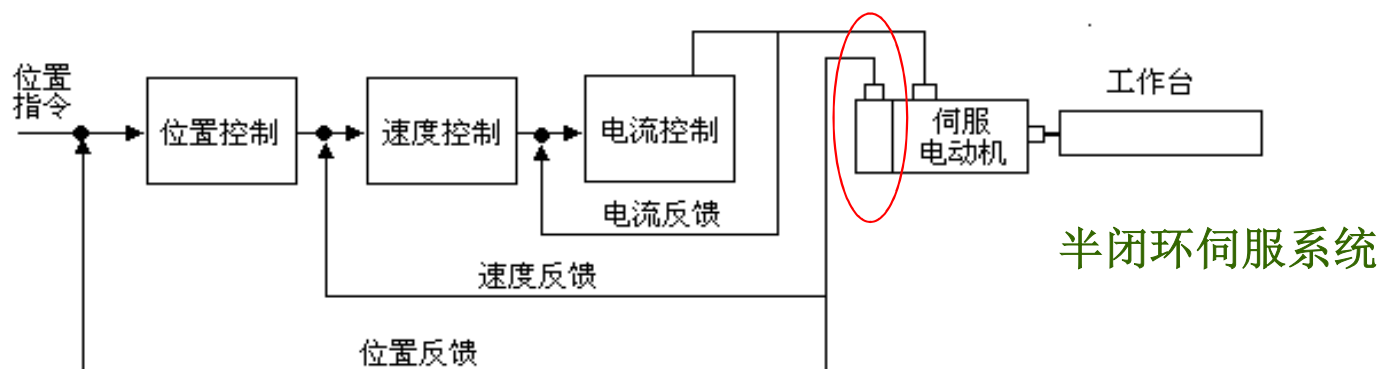 位置
指令
位置控制
速度控制
电流控制
伺服
电动机
工作台
电流反馈
半闭环伺服系统
速度反馈
位置反馈